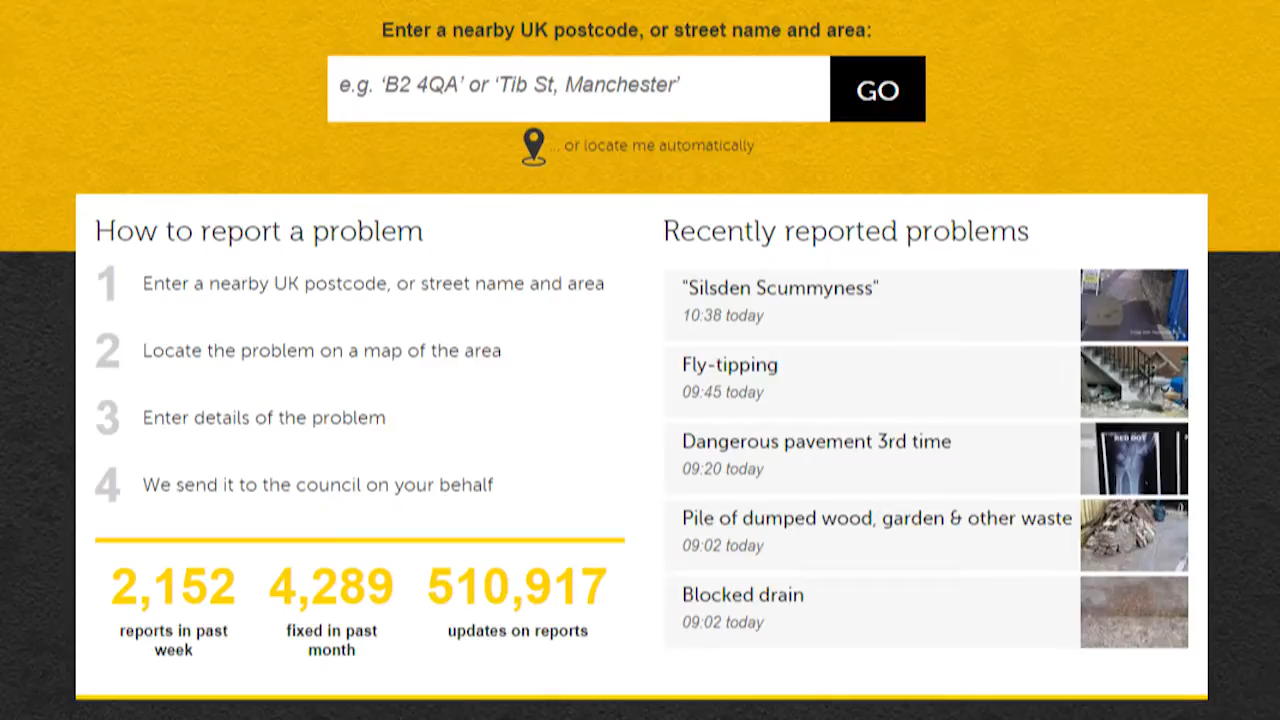 Enter a nearby UK postcode, or street name and area:
e.g. ‘B2 4QA’ or ‘Tib St, Manchester’
GO
... or locate me automatically
How to report a problem
1 Enter a nearby UK postcode, or street name and area
2 Locate the problem on a map of the area
3 Enter details of the problem
4 We send it to the council on your behalf
2,152
reports in past
week
4,289
fixed in past
month
510,917
updates on reports
Recently reported problems
"Silsden Scummyness"
10:38 today
Fly-tipping
09:45 today
Dangerous pavement 3rd time
09:20 today
RED DOT
Pile of dumped wood, garden & other waste
09:02 today
Blocked drain
09:02 today